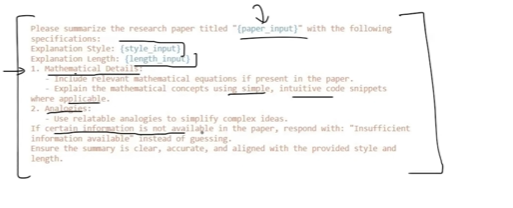 Please summarize the research paper titled "{paper_input}" with the following
specifications:
Explanation Style: {style_input}
Explanation Length: {length_input}
1. Mathematical Details:
- Include relevant mathematical equations if present in the paper.
- Explain the mathematical concepts using simple, intuitive code snippets
where applicable.
2. Analogies:
- Use relatable analogies to simplify complex ideas.
If certain information is not available in the paper, respond with: "Insufficient
information available" instead of guessing.
Ensure the summary is clear, accurate, and aligned with the provided style and
length.